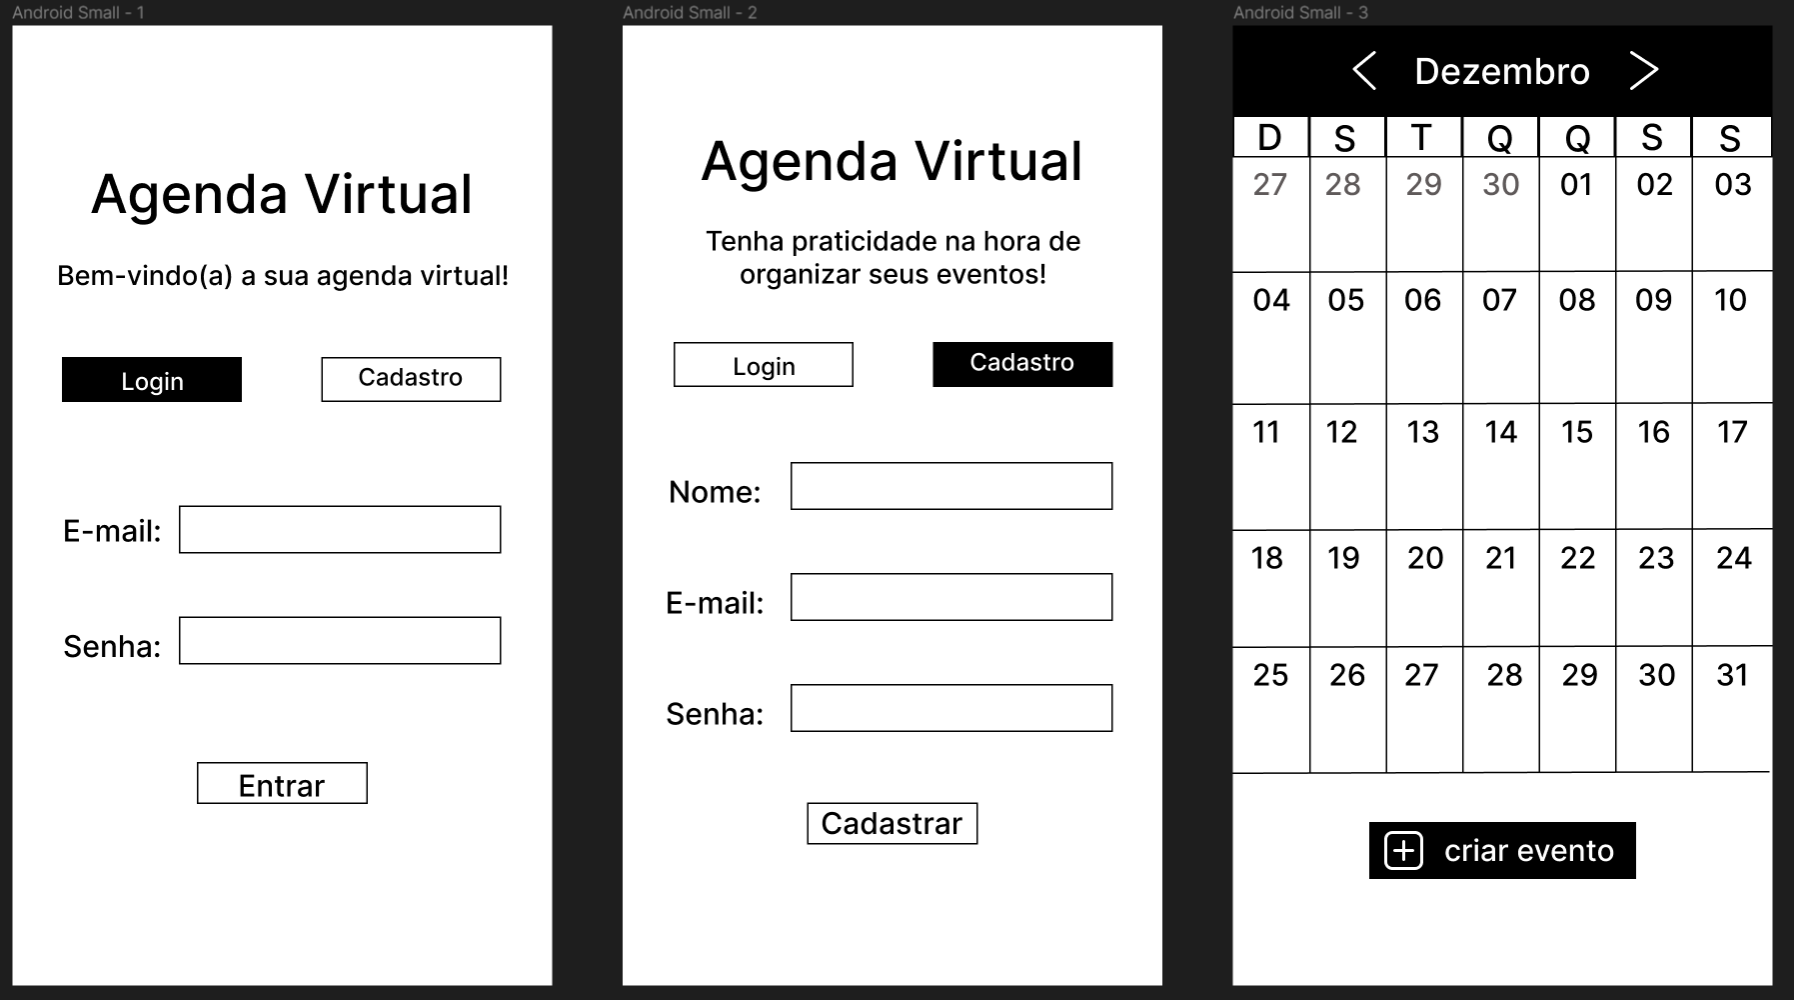 Android Small - 1
Agenda Virtual
Bem-vindo(a) a sua agenda virtual!
Login Cadastro
E-mail:
Senha:
Entrar
Android Small - 2
Agenda Virtual
Tenha praticidade na hora de
organizar seus eventos!
Login Cadastro
Nome:
E-mail:
Senha:
Cadastrar
Android Small - 3
Dezembro
D S T Q Q S S
27 28 29 30 01 02 03
04 05 06 07 08 09 10
11 12 13 14 15 16 17
18 19 20 21 22 23 24
25 26 27 28 29 30 31
criar evento